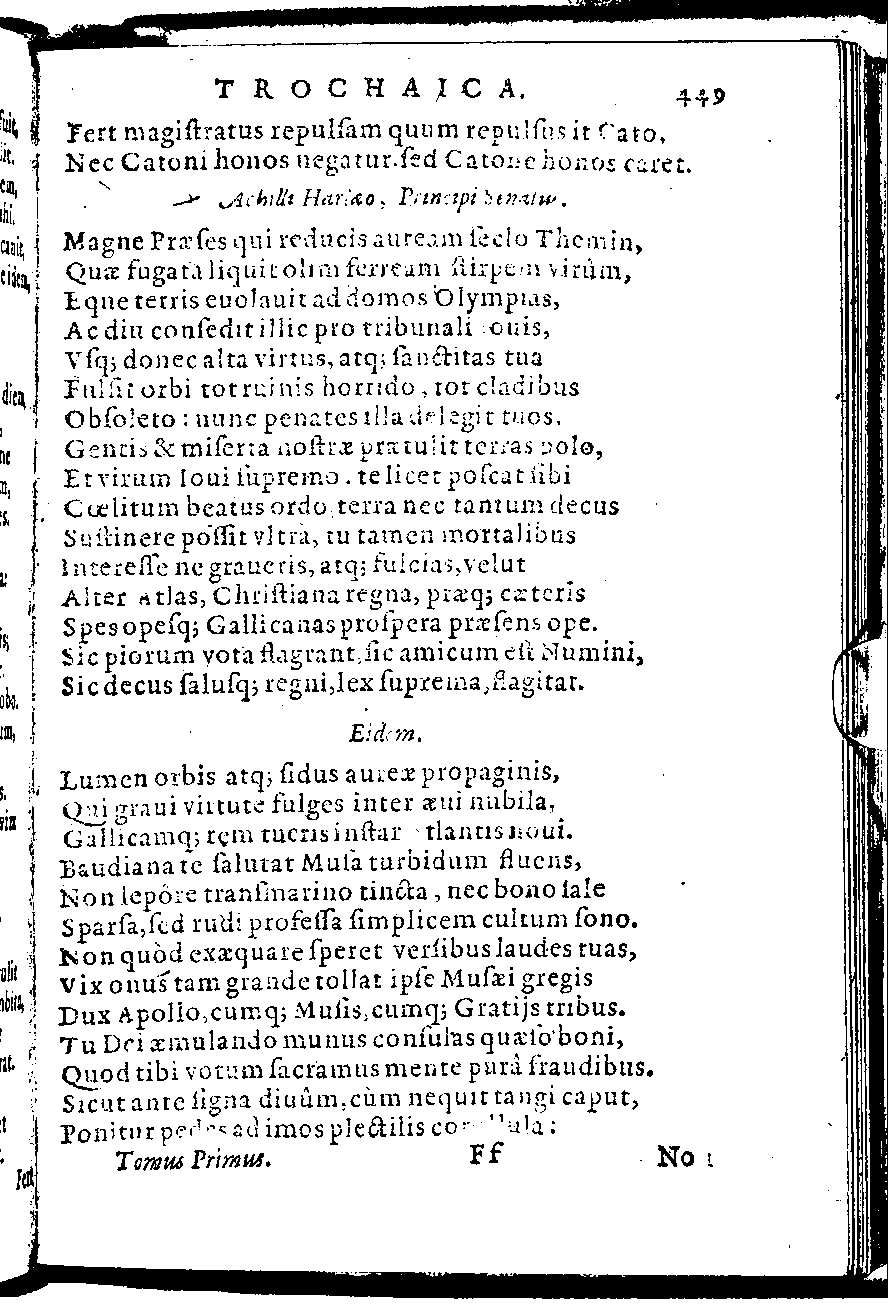 TROCHAICA. 449
Fert magiſtratus repulſam quum repulſus it Cato,
Nec Catoni honos negatur. ſed Catone honos caret.
Achilli Harlæo, Principi Senatus.
Magne Præſes qui reducis auream ſeclo Themin,
Quæ fugata liquit olim ferream ſtirpem virûm,
Eque terris euolauit ad domos Olympias,
Ac diu conſedit illic pro tribunali ouis,
Vſq; donec alta virtus, atq; ſanctitas tua
Fulſit orbi tot ruinis horrido, tot cladibus
Obſoleto: nunc penates illa delegit tuos.
Gentis & miſerta noſtræ prætulit terras polo,
Et virum Ioui ſupremo. te licet poſcat ſibi
Cœlitum beatus ordo, terra nec tantum decus
Suſtinere poſſit vltrà, tu tamen mortalibus
Intereſſe ne graueris, atq; fulcias, velut
Alter Atlas, Chriſtiana regna, præq; cæteris
Spes opeſq; Gallicanas proſpera præſens ope.
Sic piorum vota flagrant, ſic amicum eſt Numini,
Sic decus ſaluſq; regni, lex ſuprema, flagitat.
Eidem.
Lumen orbis atq; ſidus aureæ propaginis,
Qui graui virtute fulges inter æui nubila,
Gallicamq; rem tueris inſtar tlantis noui.
Baudiana te ſalutat Muſa turbidum fluens,
Non lepôre tranſmarino tincta, nec bono ſale
Sparſa, ſed rudi profeſſa ſimplicem cultum ſono.
Non quòd exæquare ſperet verſibus laudes tuas,
Vix onus tam grande tollat ipſe Muſæi gregis
Dux Apollo, cumq; Muſis, cumq; Gratijs tribus.
Tu Dei æmulando munus conſulas quæſo boni,
Quod tibi votum ſacramus mente purâ fraudibus.
Sicut ante ſigna diuûm, cùm nequit tangi caput,
Ponitur pedes ad imos plectilis
Tomus Primus. Ff No